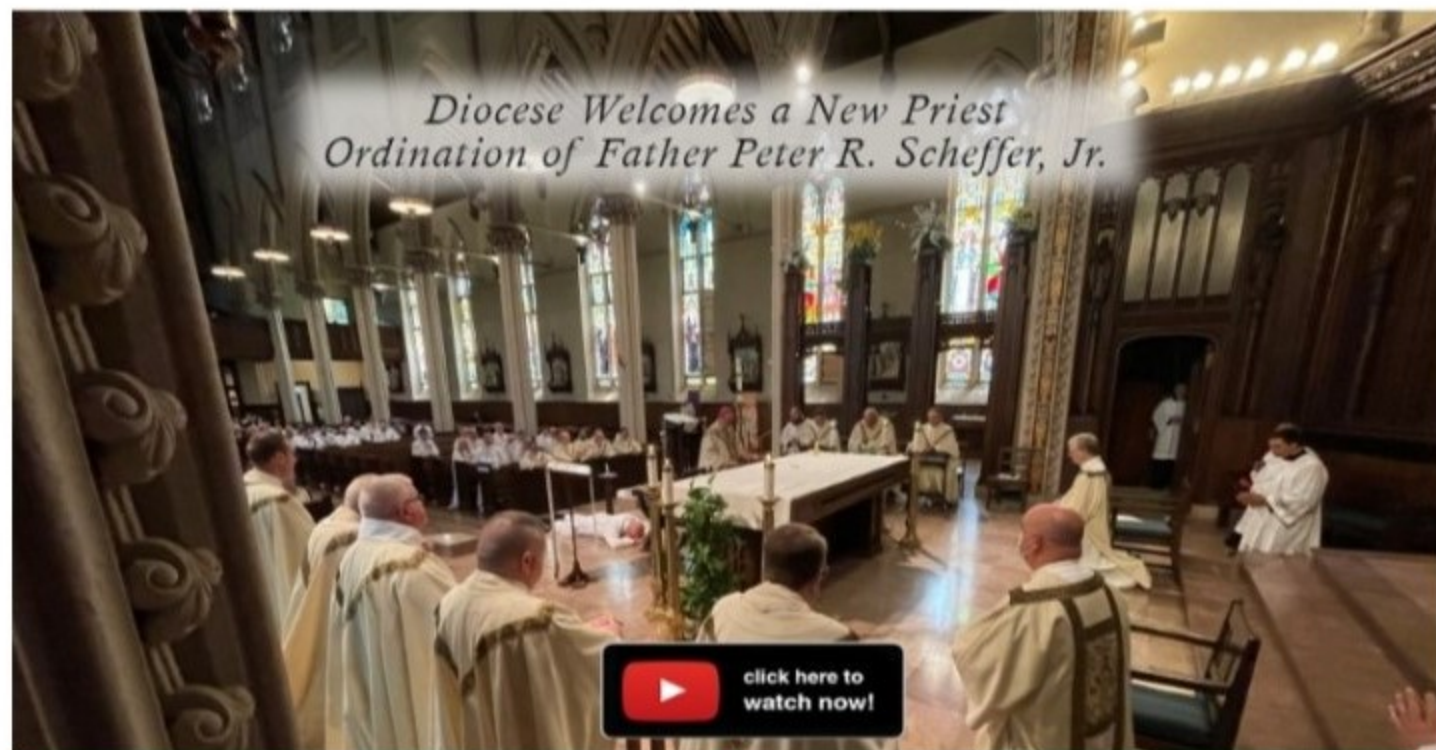 Diocese Welcomes a New Priest
Ordination of Father Peter R. Scheffer, Jr.
click here to
watch now!